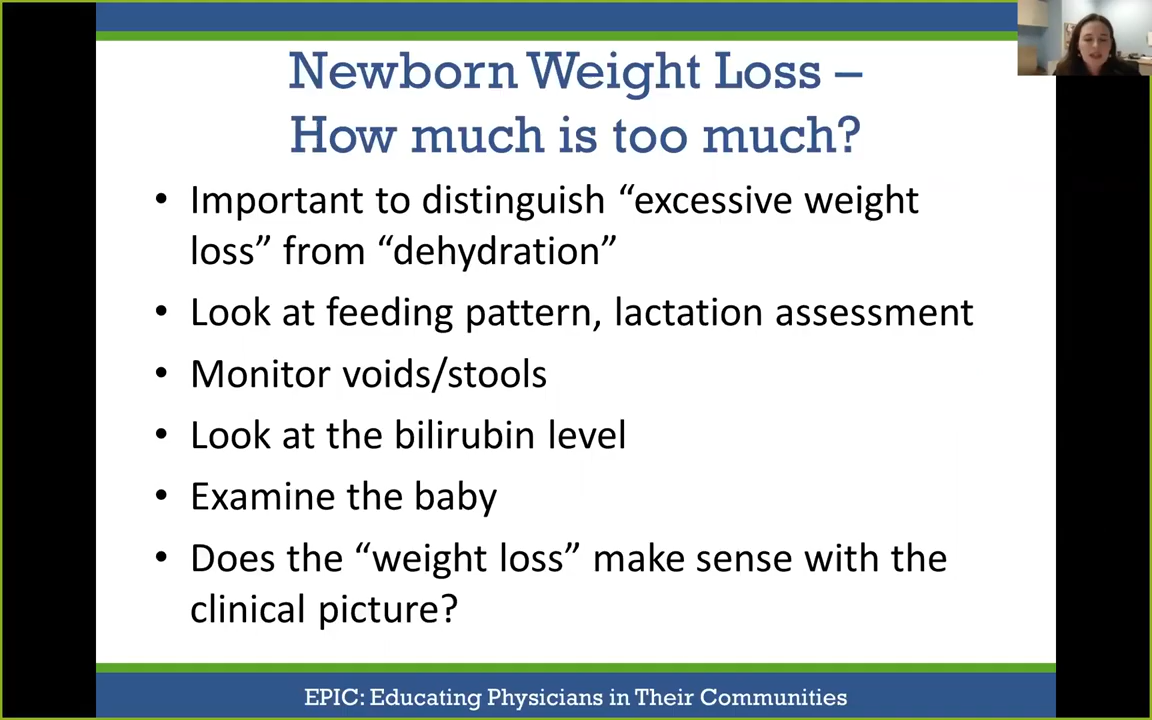 Newborn Weight Loss –
How much is too much?
• Important to distinguish “excessive weight
loss” from “dehydration”
• Look at feeding pattern, lactation assessment
• Monitor voids/stools
• Look at the bilirubin level
• Examine the baby
• Does the “weight loss” make sense with the
clinical picture?
EPIC: Educating Physicians in Their Communities